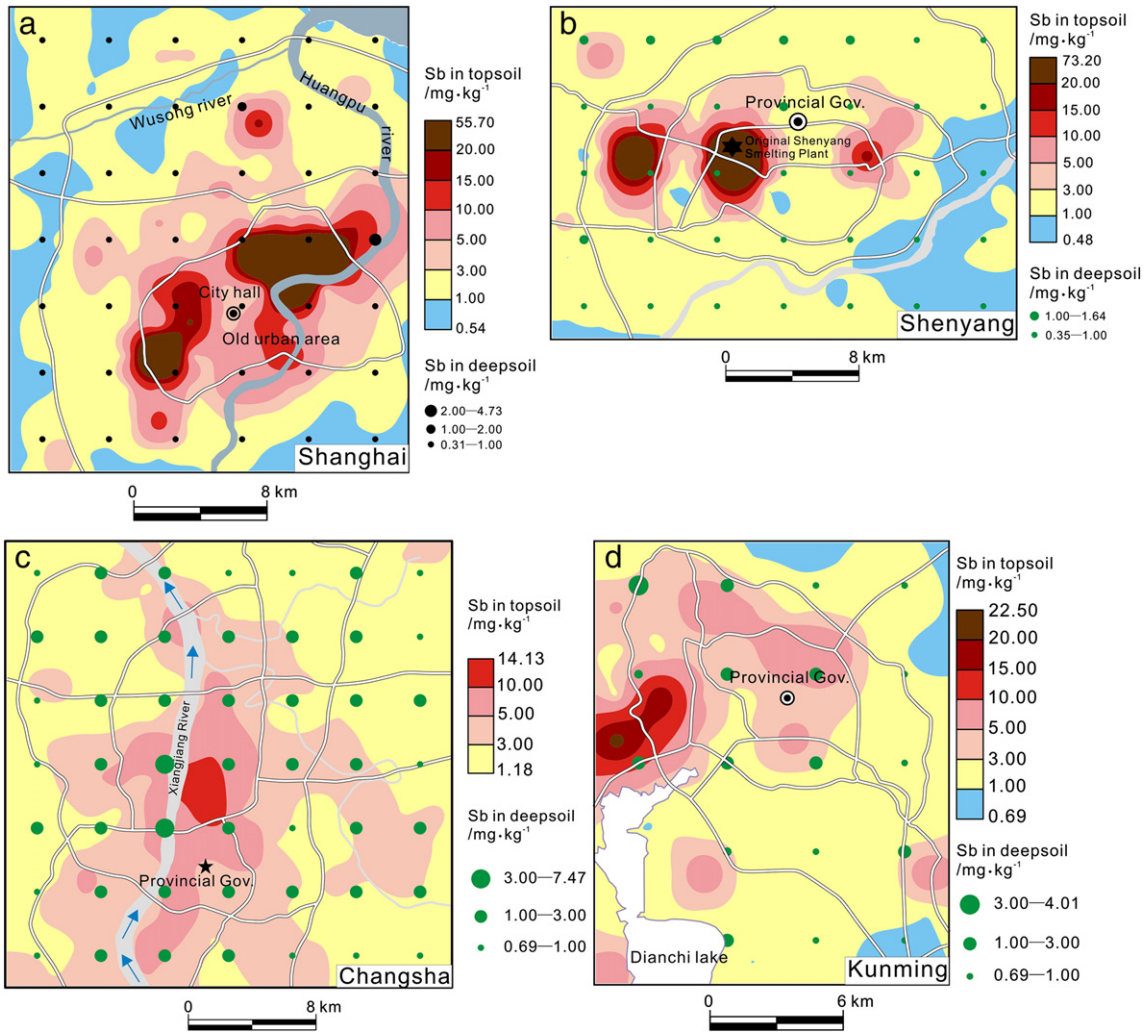 a
Wusong river
Huangpu
river
City hall
Old urban area
Shanghai
0 8 km
Sb in topsoil
/mg·kg-1
55.70
20.00
15.00
10.00
5.00
3.00
1.00
0.54
Sb in deepsoil
/mg·kg-1
2.00—4.73
1.00—2.00
0.31—1.00
b
Provincial Gov.
Original Shenyang
Smelting Plant
Shenyang
0 8 km
Sb in topsoil
/mg·kg-1
73.20
20.00
15.00
10.00
5.00
3.00
1.00
0.48
Sb in deepsoil
/mg·kg-1
1.00—1.64
0.35—1.00
c
Xiangjiang River
Provincial Gov.
Changsha
0 8 km
Sb in topsoil
/mg·kg-1
14.13
10.00
5.00
3.00
1.18
Sb in deepsoil
/mg·kg-1
3.00—7.47
1.00—3.00
0.69—1.00
d
Provincial Gov.
Dianchi lake
Kunming
0 6 km
Sb in topsoil
/mg·kg-1
22.50
20.00
15.00
10.00
5.00
3.00
1.00
0.69
Sb in deepsoil
/mg·kg-1
3.00—4.01
1.00—3.00
0.69—1.00